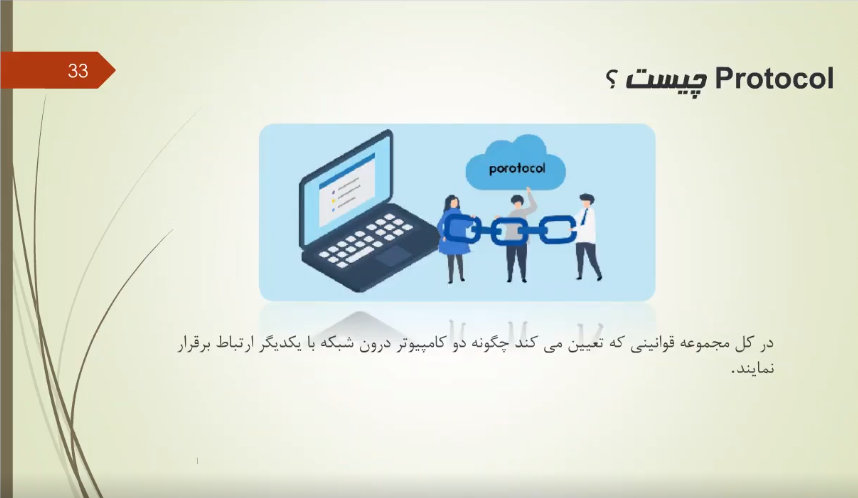 33
Protocol چیست ؟
porotocol
در کل مجموعه قوانینی که تعیین می کند چگونه دو کامپیوتر درون شبکه با یکدیگر ارتباط برقرار
نمایند.
۱